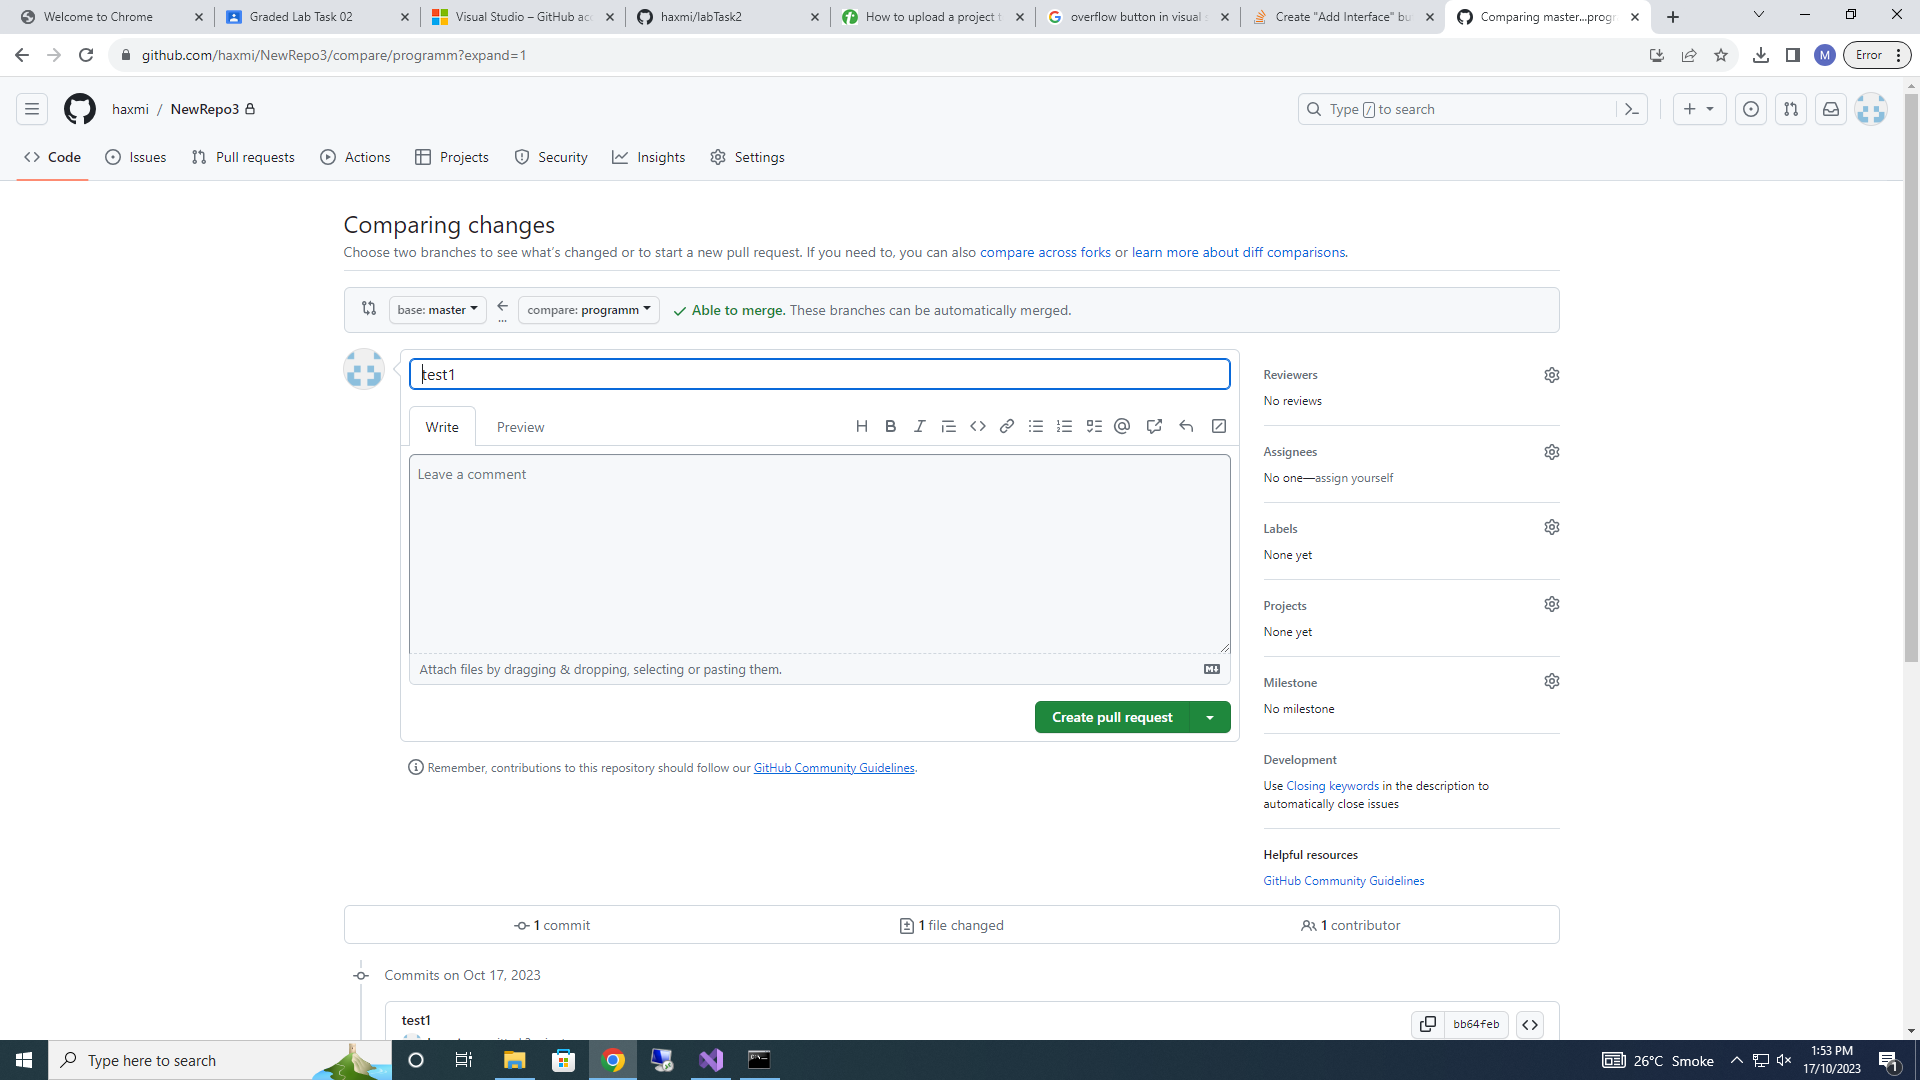 Welcome to Chrome
Graded Lab Task 02
Visual Studio – GitHub ac
haxmi/labTask2
How to upload a project t
overflow button in visual s
Create "Add Interface" bu
Comparing master...progr
github.com/haxmi/NewRepo3/compare/programm?expand=1
M
Error
haxmi / NewRepo3
Type / to search
Code
Issues
Pull requests
Actions
Projects
Security
Insights
Settings
Comparing changes
Choose two branches to see what's changed or to start a new pull request. If you need to, you can also compare across forks or learn more about diff comparisons.
base: master
compare: programm
Able to merge. These branches can be automatically merged.
test1
Write
Preview
Leave a comment
Attach files by dragging & dropping, selecting or pasting them.
Create pull request
Remember, contributions to this repository should follow our GitHub Community Guidelines.
Reviewers
No reviews
Assignees
No one—assign yourself
Labels
None yet
Projects
None yet
Milestone
No milestone
Development
Use Closing keywords in the description to
automatically close issues
Helpful resources
GitHub Community Guidelines
1 commit
1 file changed
1 contributor
Commits on Oct 17, 2023
test1
bb64feb
Type here to search
26°C Smoke
1:53 PM
17/10/2023
1